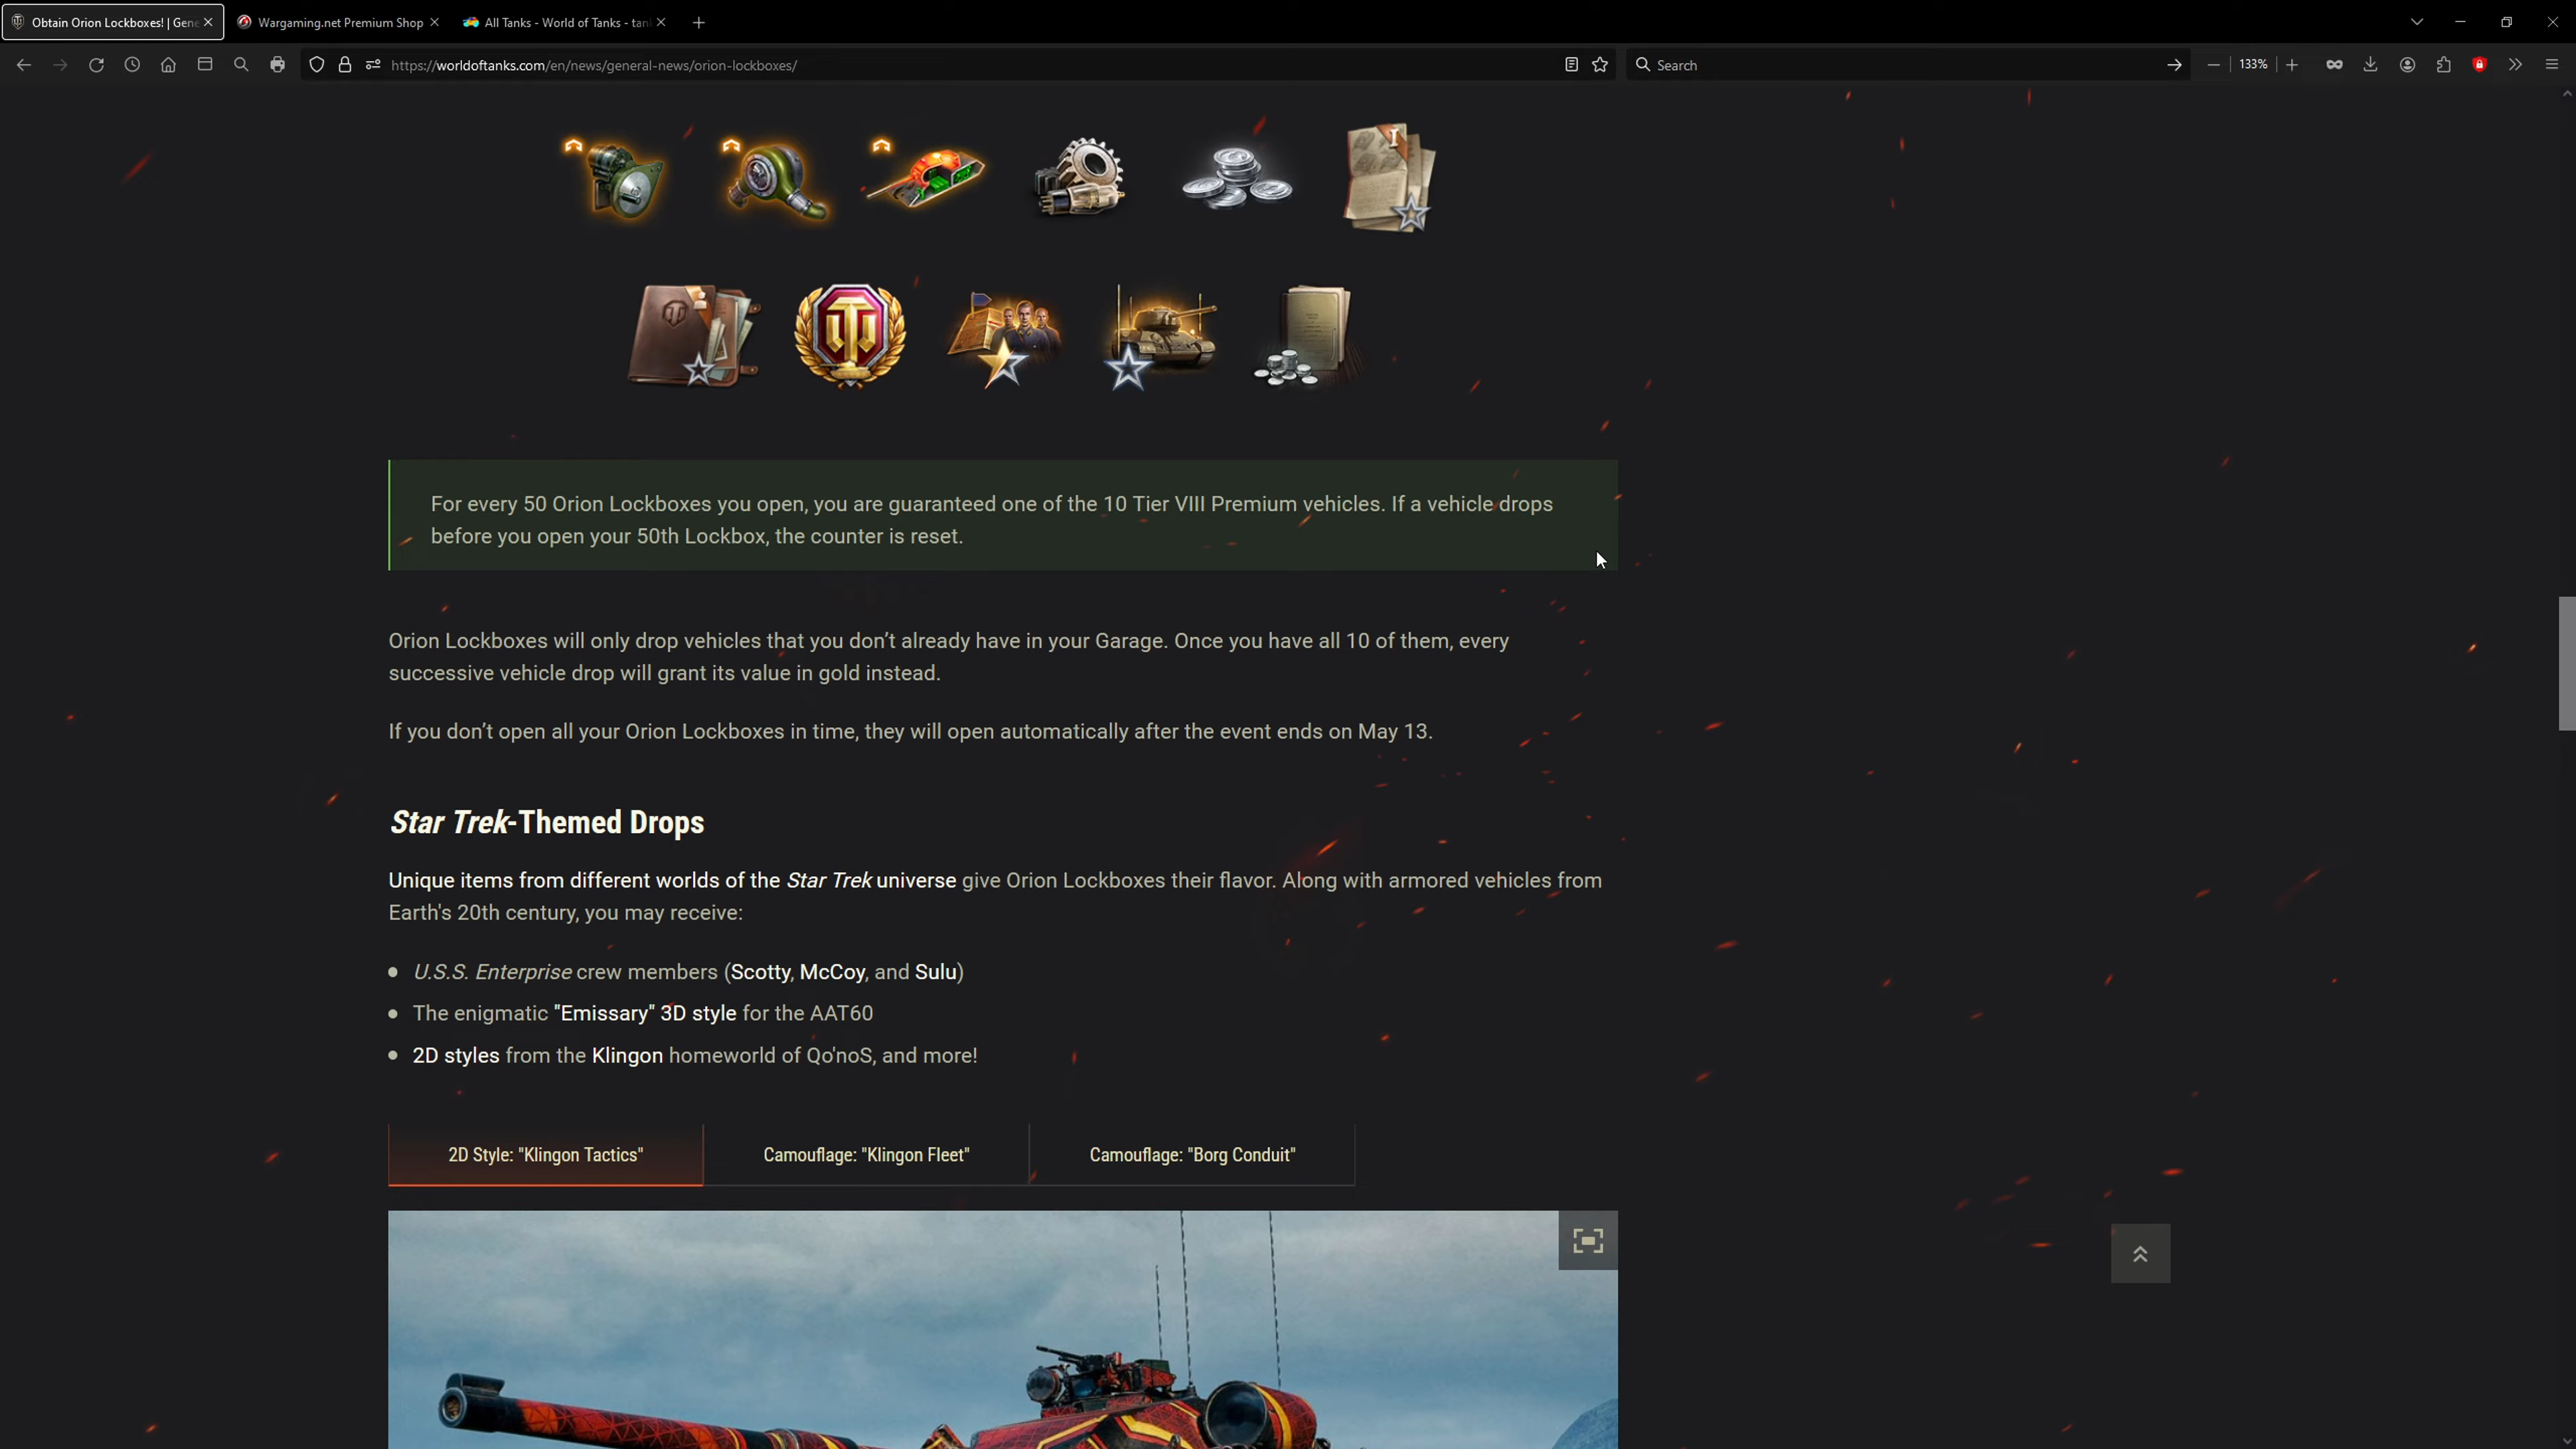 Obtain Orion Lockboxes! | Gene
Wargaming.net Premium Shop
All Tanks - World of Tanks - tan
https://worldoftanks.com/en/news/general-news/orion-lockboxes/
Search
133%
I
For every 50 Orion Lockboxes you open, you are guaranteed one of the 10 Tier VIII Premium vehicles. If a vehicle drops
before you open your 50th Lockbox, the counter is reset.
Orion Lockboxes will only drop vehicles that you don’t already have in your Garage. Once you have all 10 of them, every
successive vehicle drop will grant its value in gold instead.
If you don’t open all your Orion Lockboxes in time, they will open automatically after the event ends on May 13.
Star Trek-Themed Drops
Unique items from different worlds of the Star Trek universe give Orion Lockboxes their flavor. Along with armored vehicles from
Earth's 20th century, you may receive:
U.S.S. Enterprise crew members (Scotty, McCoy, and Sulu)
The enigmatic "Emissary" 3D style for the AAT60
2D styles from the Klingon homeworld of Qo'noS, and more!
2D Style: "Klingon Tactics"
Camouflage: "Klingon Fleet"
Camouflage: "Borg Conduit"